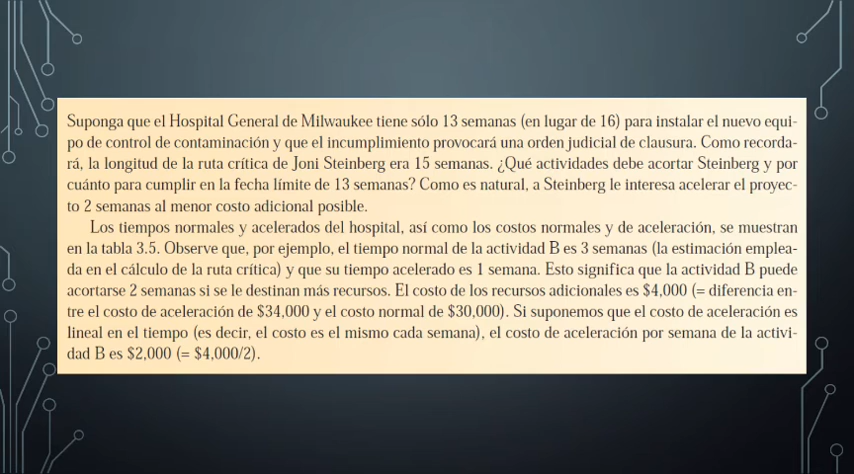 Suponga que el Hospital General de Milwaukee tiene sólo 13 semanas (en lugar de 16) para instalar el nuevo equi-
po de control de contaminación y que el incumplimiento provocará una orden judicial de clausura. Como recorda-
rá, la longitud de la ruta crítica de Joni Steinberg era 15 semanas. ¿Qué actividades debe acortar Steinberg y por
cuánto para cumplir en la fecha límite de 13 semanas? Como es natural, a Steinberg le interesa acelerar el proyec-
to 2 semanas al menor costo adicional posible.
Los tiempos normales y acelerados del hospital, así como los costos normales y de aceleración, se muestran
en la tabla 3.5. Observe que, por ejemplo, el tiempo normal de la actividad B es 3 semanas (la estimación emplea-
da en el cálculo de la ruta crítica) y que su tiempo acelerado es 1 semana. Esto significa que la actividad B puede
acortarse 2 semanas si se le destinan más recursos. El costo de los recursos adicionales es $4,000 (= diferencia en-
tre el costo de aceleración de $34,000 y el costo normal de $30,000). Si suponemos que el costo de aceleración es
lineal en el tiempo (es decir, el costo es el mismo cada semana), el costo de aceleración por semana de la activi-
dad B es $2,000 (= $4,000/2).